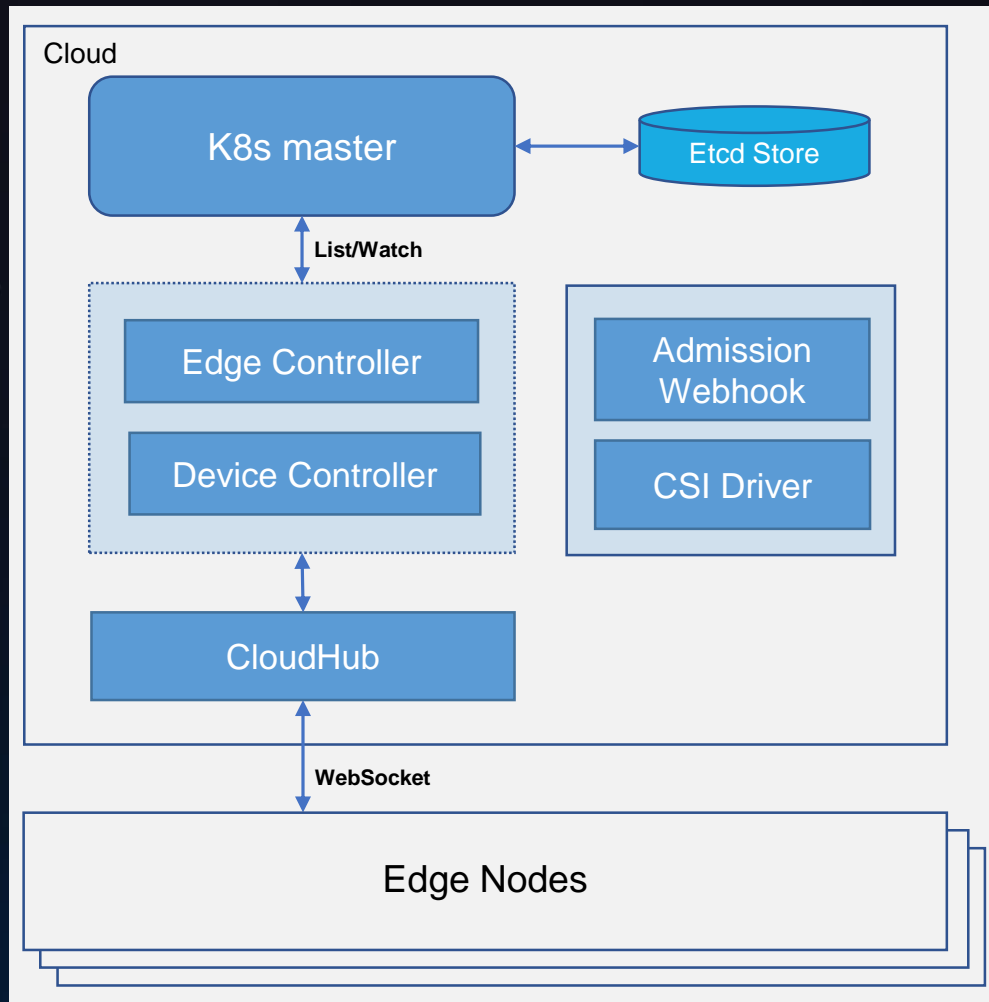 Cloud
K8s master
Etcd Store
List/Watch
Edge Controller
Device Controller
Admission
Webhook
CSI Driver
CloudHub
WebSocket
Edge Nodes